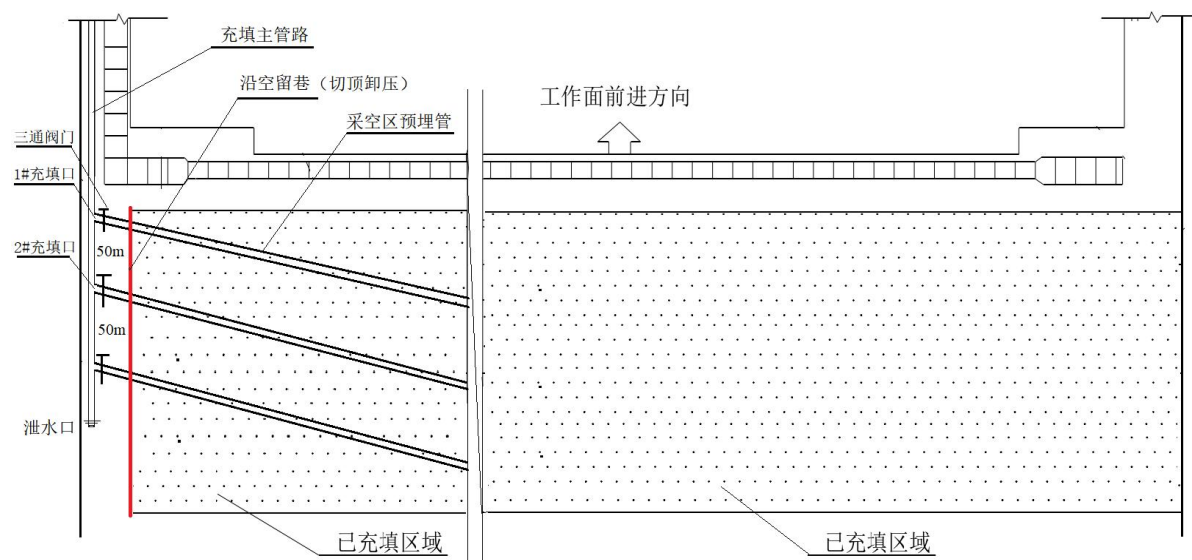 充填主管路
沿空留巷（切顶卸压）
工作面前进方向
采空区预埋管
三通阀门
1#充填口
2#充填口
50m
50m
泄水口
已充填区域
已充填区域